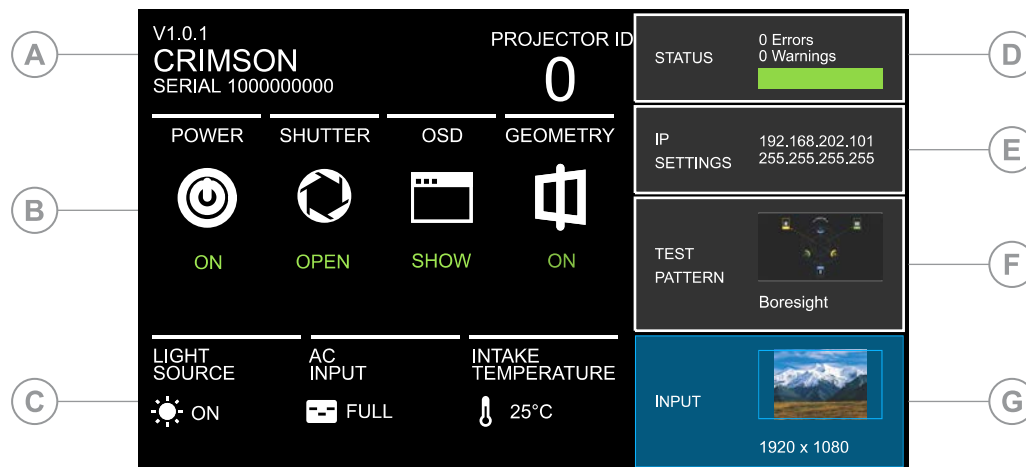 A
V1.0.1
CRIMSON
SERIAL 1000000000
PROJECTOR ID
0
B
POWER
ON
SHUTTER
OPEN
OSD
SHOW
GEOMETRY
ON
C
LIGHT
SOURCE
ON
AC
INPUT
FULL
INTAKE
TEMPERATURE
25°C
STATUS
0 Errors
0 Warnings
D
IP
SETTINGS
192.168.202.101
255.255.255.255
E
TEST
PATTERN
Boresight
F
INPUT
1920 x 1080
G